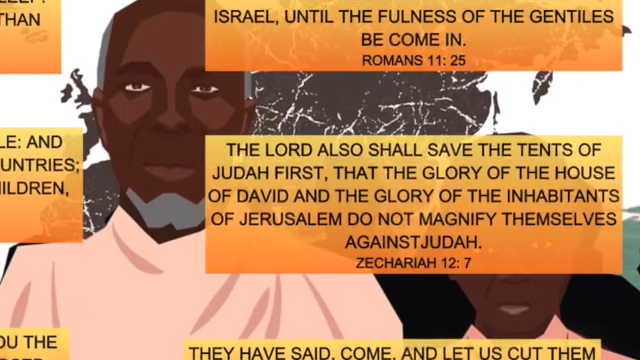 THAN
ISRAEL, UNTIL THE FULNESS OF THE GENTILES
BE COME IN.
ROMANS 11: 25
LE: AND
OUNTRIES;
HILDREN,
THE LORD ALSO SHALL SAVE THE TENTS OF
JUDAH FIRST, THAT THE GLORY OF THE HOUSE
OF DAVID AND THE GLORY OF THE INHABITANTS
OF JERUSALEM DO NOT MAGNIFY THEMSELVES
AGAINSTJUDAH.
ZECHARIAH 12: 7
OU THE
THEY HAVE SAID, COME, AND LET US CUT THEM